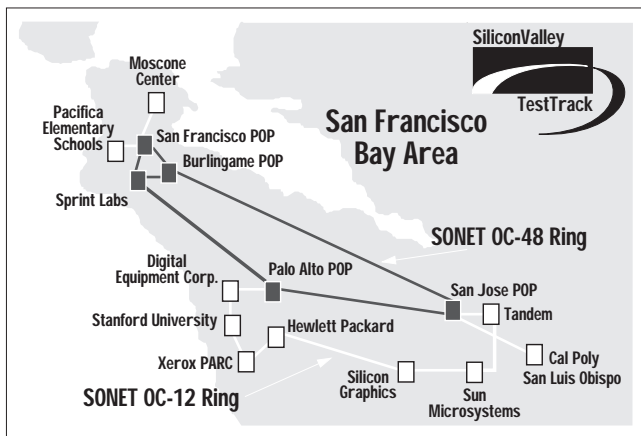 SiliconValley
TestTrack
San Francisco
Bay Area
Moscone
Center
Pacifica
Elementary
Schools
San Francisco POP
Burlingame POP
Sprint Labs
SONET OC-48 Ring
Digital
Equipment Corp.
Palo Alto POP
San Jose POP
Tandem
Stanford University
Hewlett Packard
Xerox PARC
Cal Poly
San Luis Obispo
Silicon
Graphics
Sun
Microsystems
SONET OC-12 Ring